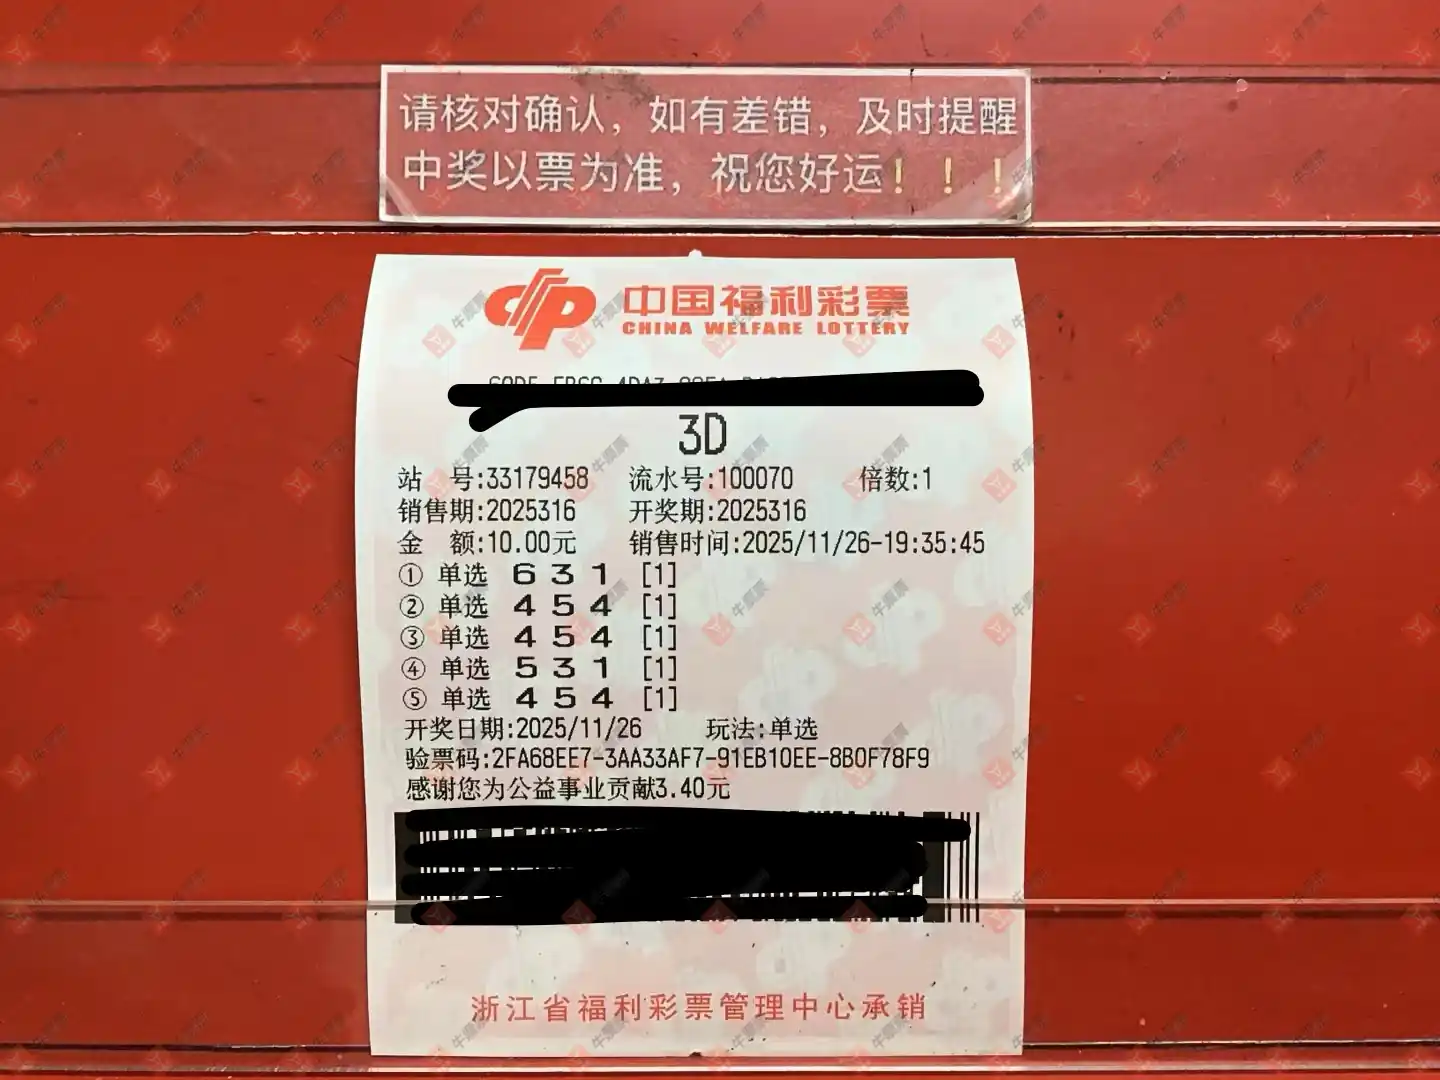 请核对确认，如有差错，及时提醒
中奖以票为准，祝您好运！！！
中国福利彩票
CHINA WELFARE LOTTERY
3D
站 号:33179458 流水号:100070 倍数:1
销售期:2025316 开奖期:2025316
金 额:10.00元 销售时间:2025/11/26-19:35:45
① 单选 6 3 1 [1]
② 单选 4 5 4 [1]
③ 单选 4 5 4 [1]
④ 单选 5 3 1 [1]
⑤ 单选 4 5 4 [1]
开奖日期:2025/11/26 玩法:单选
验票码:2FA68EE7-3AA33AF7-91EB10EE-8B0F78F9
感谢您为公益事业贡献3.40元
浙江省福利彩票管理中心承销